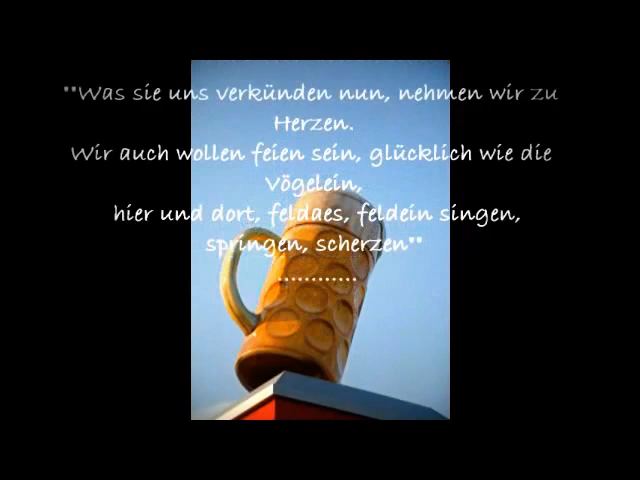 ""Was sie uns verkünden nun, nehmen wir zu
Herzen.
Wir auch wollen feien sein, glücklich wie die
Vögelein,
hier und dort, feldaes, feldein singen,
springen, scherzen""
............